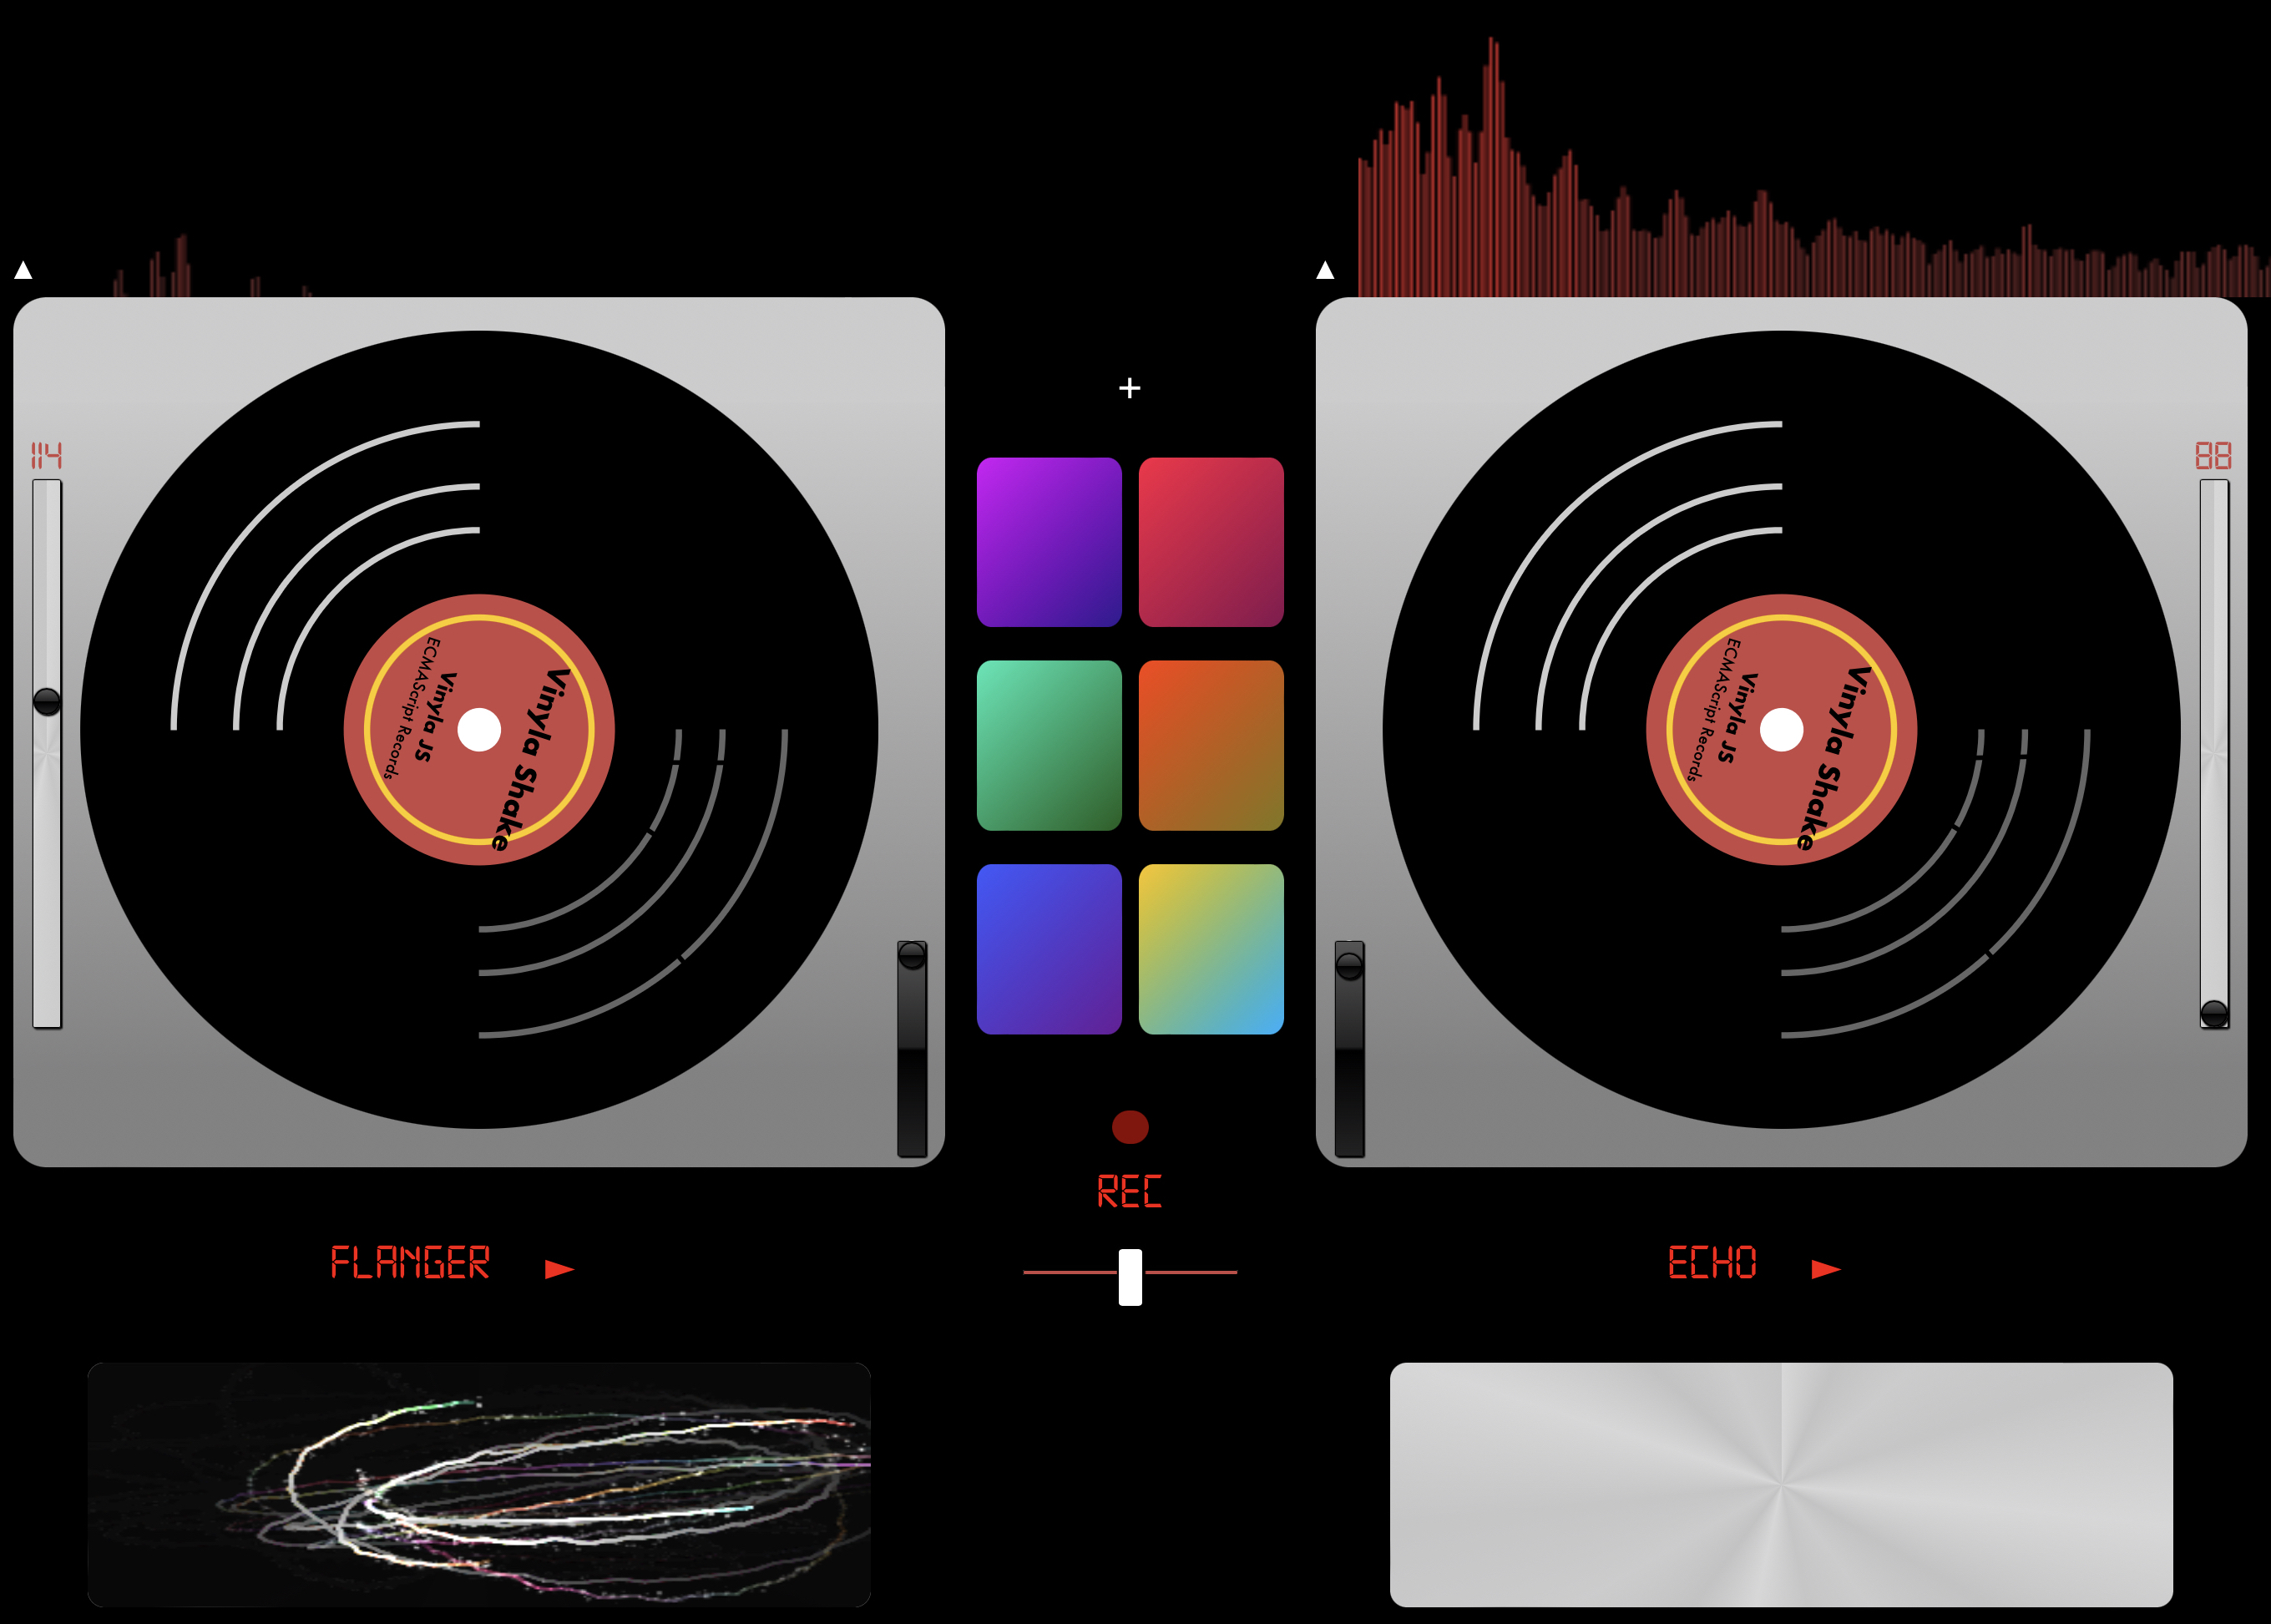 114
88
Vinyla Shake
Vinyla JS
ECMAScript Records
Vinyla Shake
Vinyla JS
ECMAScript Records
REC
FLANGER
ECHO